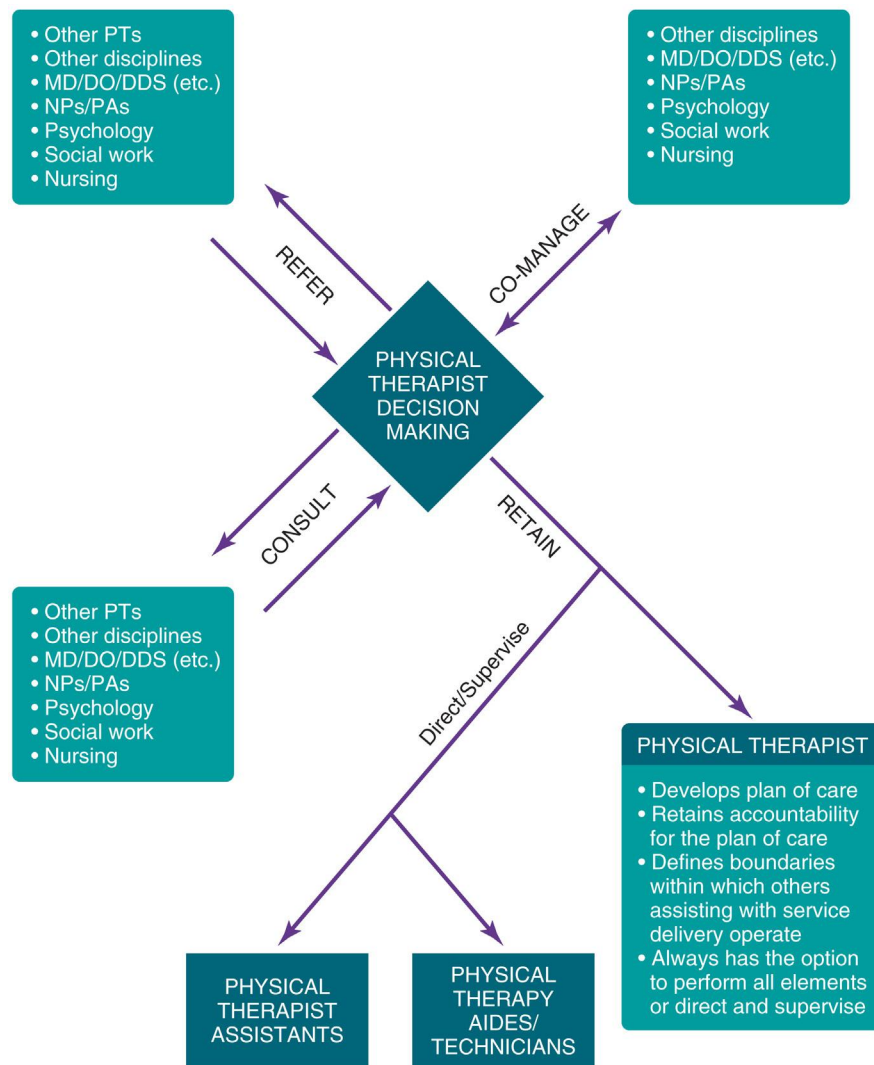 • Other PTs
• Other disciplines
• MD/DO/DDS (etc.)
• NPs/PAs
• Psychology
• Social work
• Nursing
• Other disciplines
• MD/DO/DDS (etc.)
• NPs/PAs
• Psychology
• Social work
• Nursing
REFER
CO-MANAGE
PHYSICAL
THERAPIST
DECISION
MAKING
CONSULT
RETAIN
• Other PTs
• Other disciplines
• MD/DO/DDS (etc.)
• NPs/PAs
• Psychology
• Social work
• Nursing
Direct/Supervise
PHYSICAL THERAPIST
• Develops plan of care
• Retains accountability
for the plan of care
• Defines boundaries
within which others
assisting with service
delivery operate
• Always has the option
to perform all elements
or direct and supervise
PHYSICAL
THERAPIST
ASSISTANTS
PHYSICAL
THERAPY
AIDES/
TECHNICIANS